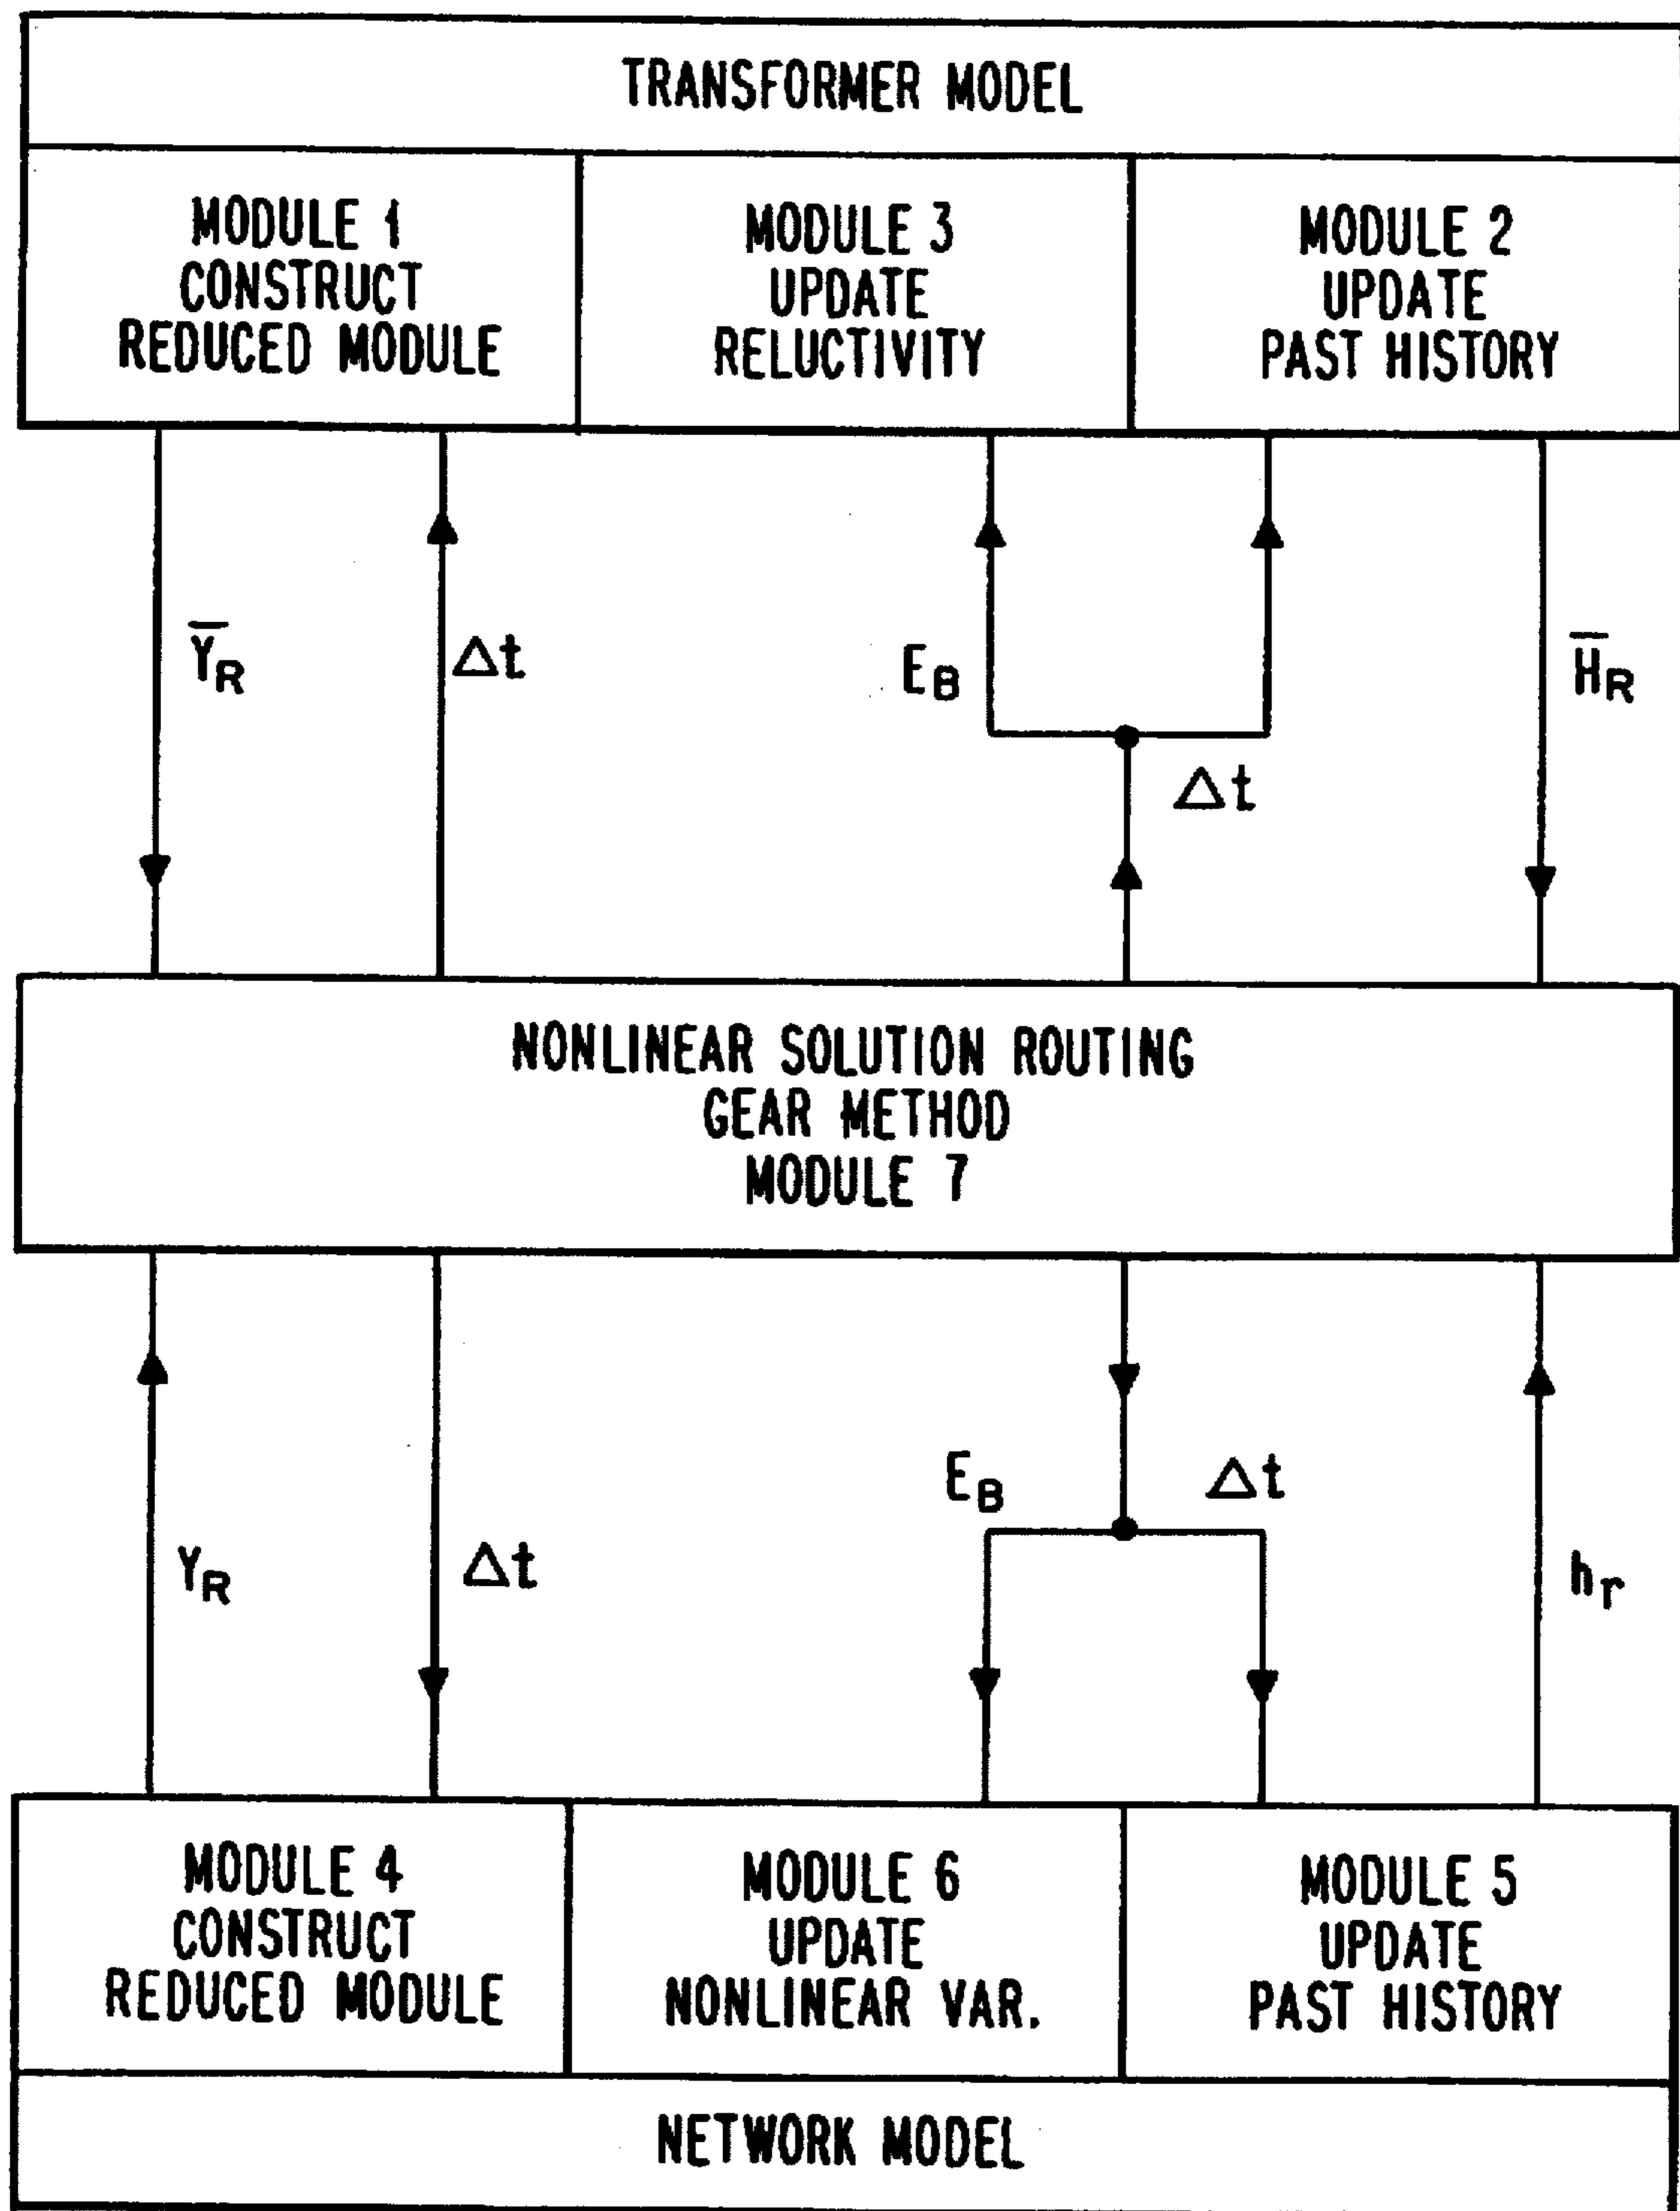 TRANSFORMER MODEL
MODULE 1
CONSTRUCT
REDUCED MODULE
MODULE 3
UPDATE
RELUCTIVITY
MODULE 2
UPDATE
PAST HISTORY
Y̅R
Δt
EB
Δt
H̅R
NONLINEAR SOLUTION ROUTING
GEAR METHOD
MODULE 7
YR
Δt
EB
Δt
hr
MODULE 4
CONSTRUCT
REDUCED MODULE
MODULE 6
UPDATE
NONLINEAR VAR.
MODULE 5
UPDATE
PAST HISTORY
NETWORK MODEL